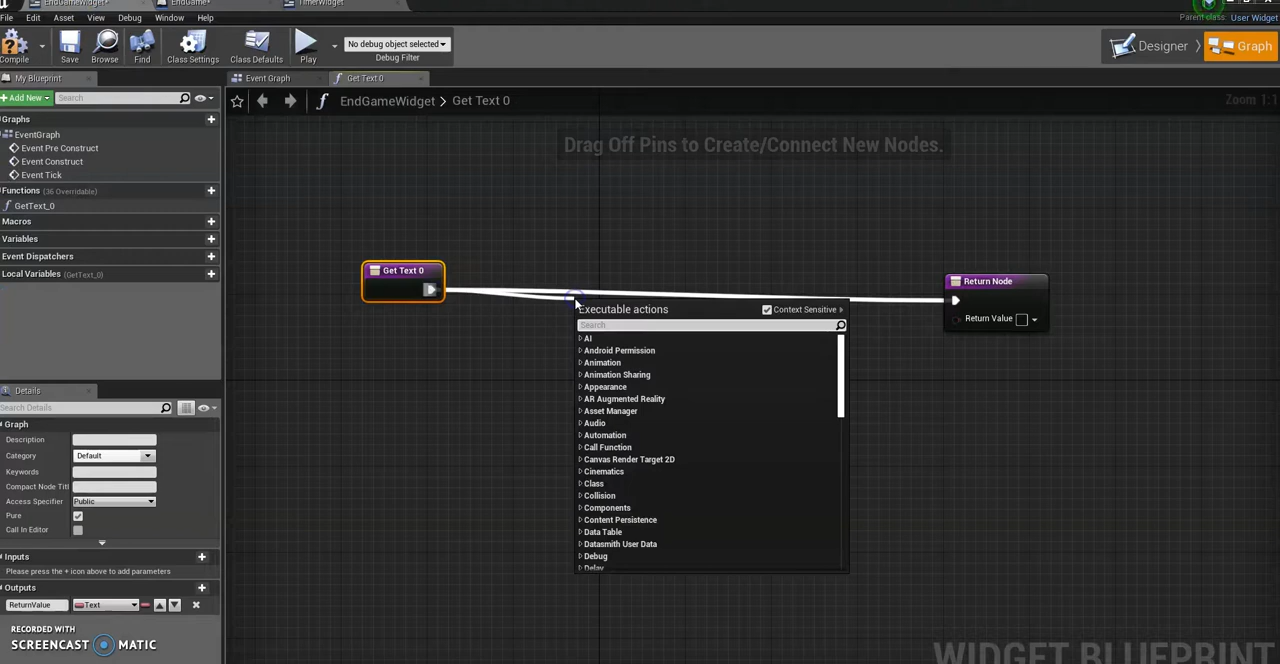 EndGameWidget*
EndGame*
TimerWidget
File Edit Asset View Debug Window Help
Parent class: User Widget
Compile
Save
Browse
Find
Class Settings
Class Defaults
Play
No debug object selected
Debug Filter
Designer
Graph
My Blueprint
Event Graph
Get Text 0
+Add New
Search
EndGameWidget > Get Text 0
Zoom 1:1
Drag Off Pins to Create/Connect New Nodes.
Graphs
EventGraph
Event Pre Construct
Event Construct
Event Tick
Functions (36 Overridable)
GetText_0
Macros
Variables
Event Dispatchers
Local Variables (GetText_0)
Get Text 0
Return Node
Return Value
Executable actions
Context Sensitive
Search
AI
Android Permission
Animation
Animation Sharing
Appearance
AR Augmented Reality
Asset Manager
Audio
Automation
Call Function
Canvas Render Target 2D
Cinematics
Class
Collision
Components
Content Persistence
Data Table
Datasmith User Data
Debug
Delay
Details
Search Details
Graph
Description
Category Default
Keywords
Compact Node Titl
Access Specifier Public
Pure
Call In Editor
Inputs
Please press the + icon above to add parameters
Outputs
ReturnValue Text
RECORDED WITH
SCREENCAST MATIC
WIDGET BLUEPRINT